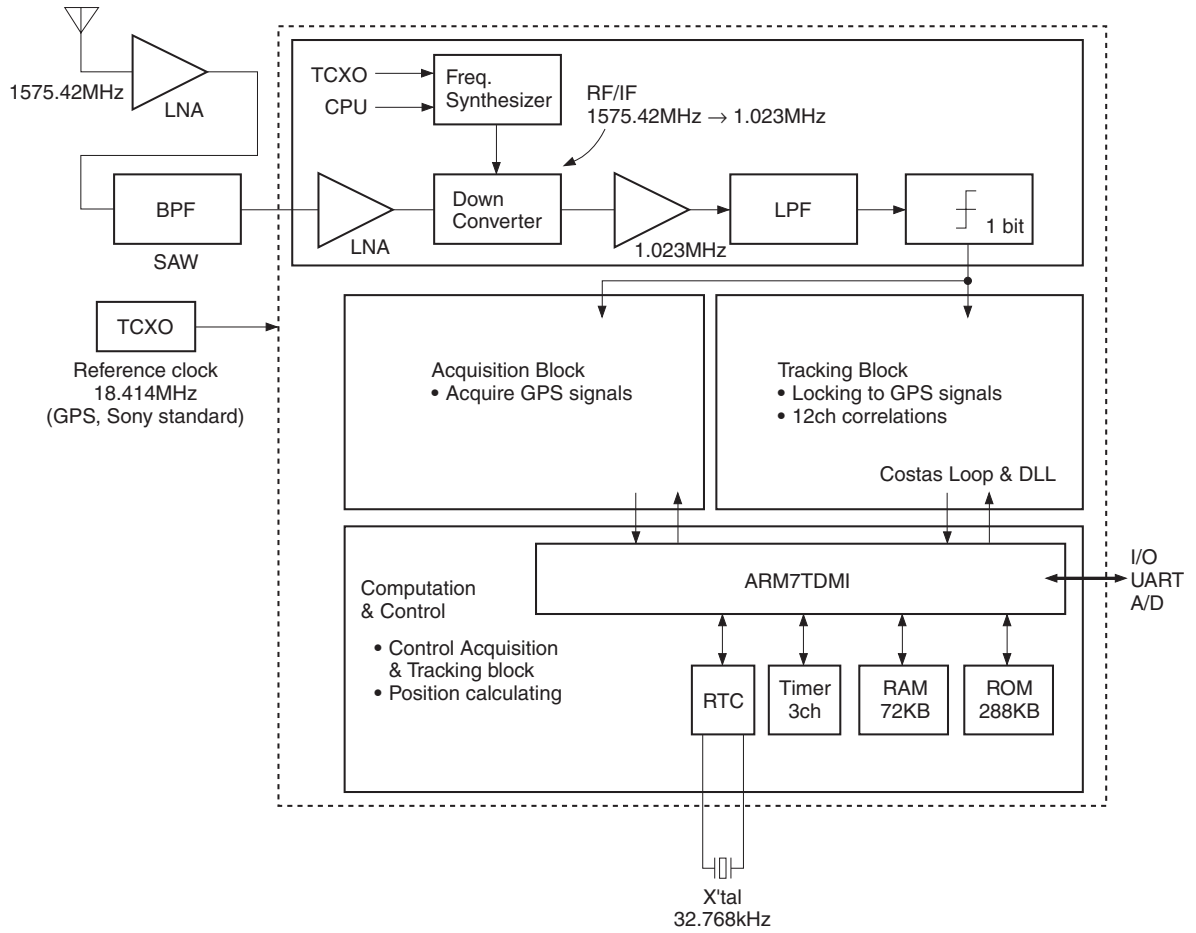 1575.42MHz
LNA
BPF
SAW
TCXO
Reference clock
18.414MHz
(GPS, Sony standard)
TCXO
CPU
Freq.
Synthesizer
RF/IF
1575.42MHz → 1.023MHz
LNA
Down
Converter
1.023MHz
LPF
1 bit
Acquisition Block
• Acquire GPS signals
Tracking Block
• Locking to GPS signals
• 12ch correlations
Costas Loop & DLL
Computation
& Control
• Control Acquisition
& Tracking block
• Position calculating
ARM7TDMI
I/O
UART
A/D
RTC
Timer
3ch
RAM
72KB
ROM
288KB
X'tal
32.768kHz